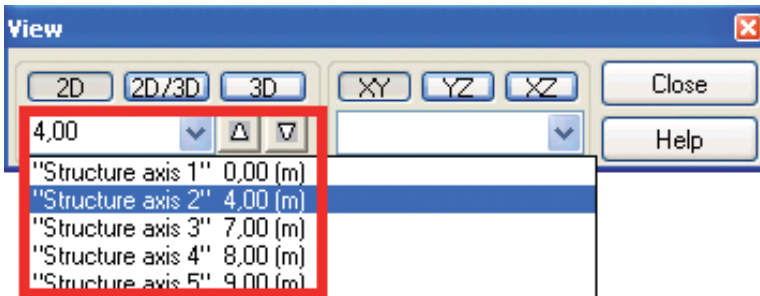 View
2D 2D/3D 3D XY YZ XZ Close
4,00 Help
"Structure axis 1" 0,00 (m)
"Structure axis 2" 4,00 (m)
"Structure axis 3" 7,00 (m)
"Structure axis 4" 8,00 (m)
"Structure axis 5" 9,00 (m)